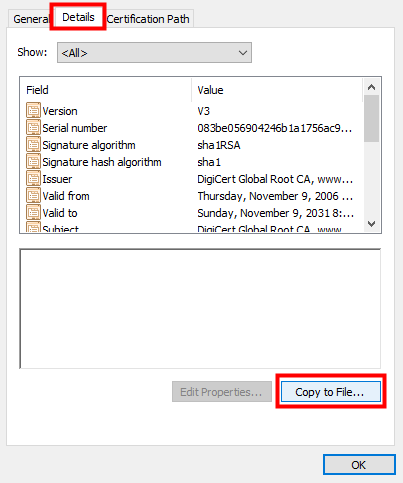 General Details Certification Path
Show: <All>
Field Value
Version V3
Serial number 083be056904246b1a1756ac9...
Signature algorithm sha1RSA
Signature hash algorithm sha1
Issuer DigiCert Global Root CA, www...
Valid from Thursday, November 9, 2006 ...
Valid to Sunday, November 9, 2031 8:...
Subject DigiCert Global Root CA, www...
Edit Properties... Copy to File...
OK